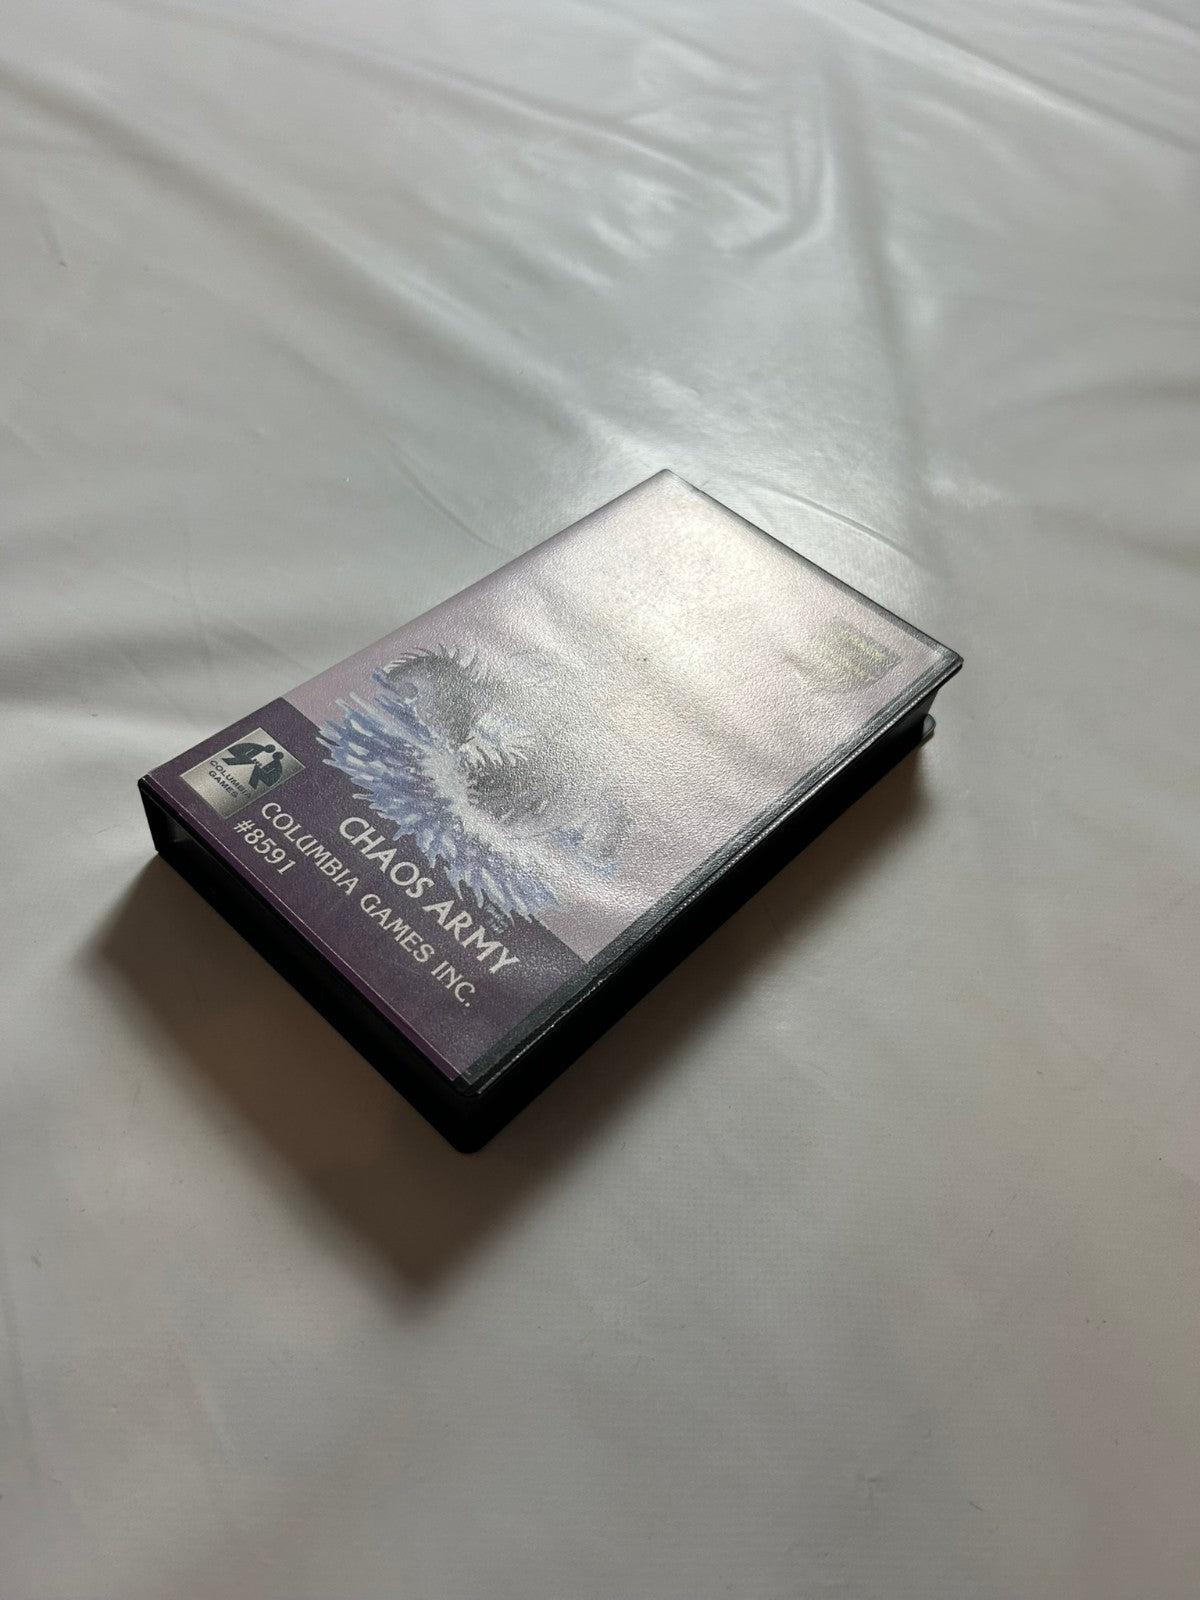 COLUMBIA
GAMES
CHAOS ARMY
COLUMBIA GAMES INC.
#8591